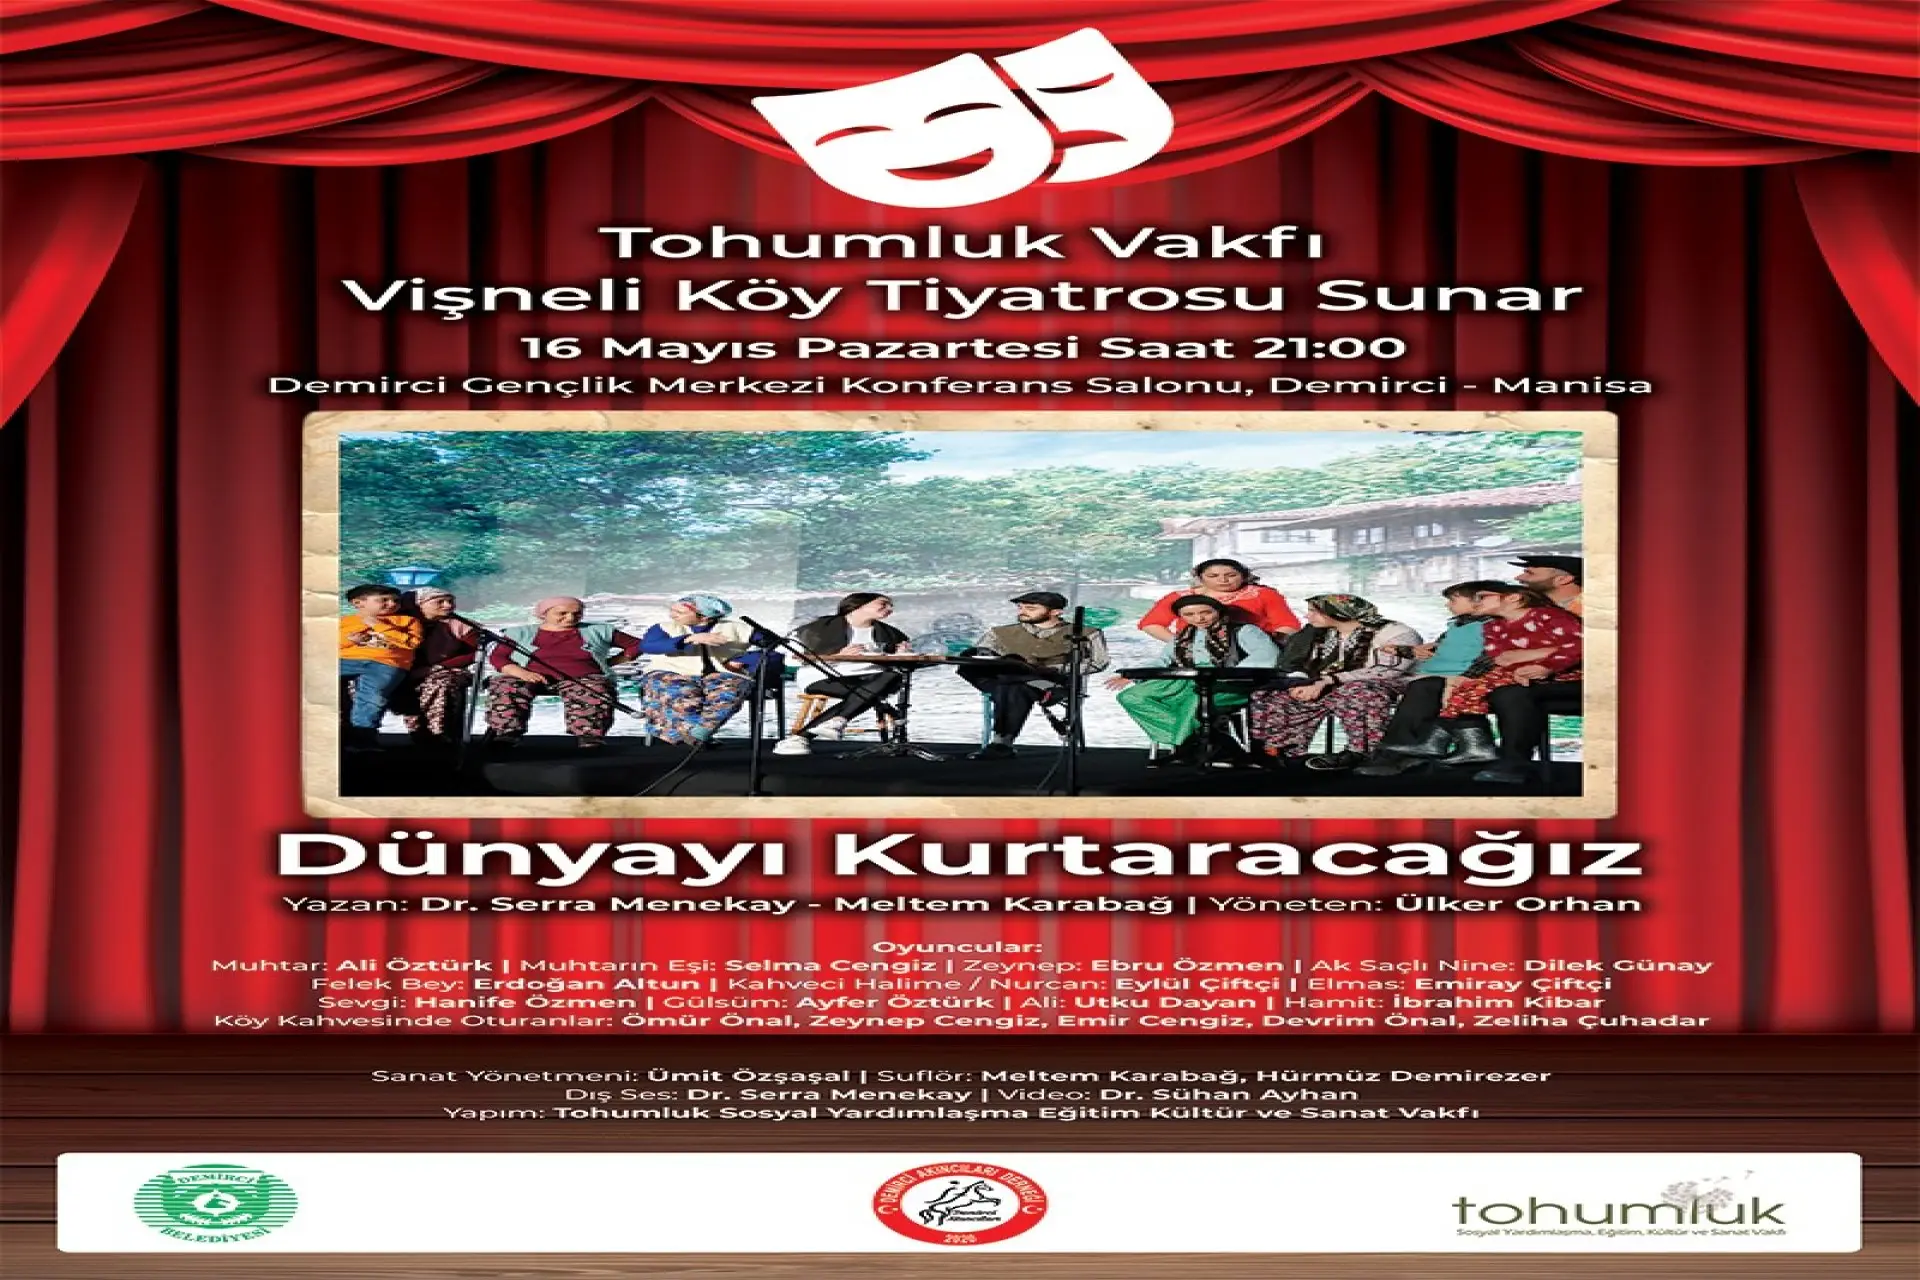 Tohumluk Vakfı
Vişneli Köy Tiyatrosu Sunar
16 Mayıs Pazartesi Saat 21:00
Demirci Gençlik Merkezi Konferans Salonu, Demirci - Manisa
Dünyayı Kurtaracağız
Yazan: Dr. Serra Menekay - Meltem Karabağ | Yöneten: Ülker Orhan
Oyuncular:
Muhtar: Ali Öztürk | Muhtarın Eşi: Selma Cengiz | Zeynep: Ebru Özmen | Ak Saçlı Nine: Dilek Günay
Felek Bey: Erdoğan Altun | Kahveci Halime / Nurcan: Eylül Çiftçi | Elmas: Emiray Çiftçi
Sevgi: Hanife Özmen | Gülsüm: Ayfer Öztürk | Ali: Utku Dayan | Hamit: İbrahim Kibar
Köy Kahvesinde Oturanlar: Ömür Önal, Zeynep Cengiz, Emir Cengiz, Devrim Önal, Zeliha Çuhadar
Sanat Yönetmeni: Ümit Özşaşal | Suflör: Meltem Karabağ, Hürmüz Demirezer
Dış Ses: Dr. Serra Menekay | Video: Dr. Sühan Ayhan
Yapım: Tohumluk Sosyal Yardımlaşma Eğitim Kültür ve Sanat Vakfı
DEMİRCİ
BELEDİYESİ
DEMİRCİ AKINCILARI DERNEĞİ
Demirci
Akıncıları
2020
tohumluk
Sosyal Yardımlaşma, Eğitim, Kültür ve Sanat Vakfı